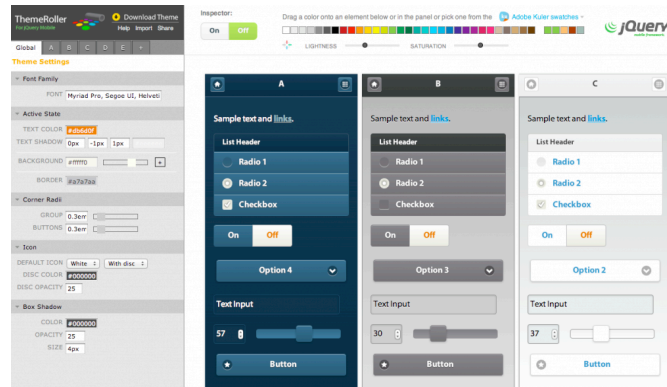 ThemeRoller
For jQuery Mobile
Download Theme
Help Import Share
Global A B C D E +
Theme Settings
Font Family
FONT Myriad Pro, Segoe UI, Helveti
Active State
TEXT COLOR #db6d0f
TEXT SHADOW 0px -1px 1px
BACKGROUND #fffff0 +
BORDER #a7a7aa
Corner Radii
GROUP 0.3em
BUTTONS 0.3em
Icon
DEFAULT ICON White With disc
DISC COLOR #000000
DISC OPACITY 25
Box Shadow
COLOR #000000
OPACITY 25
SIZE 4px
Inspector:
On Off
Drag a color onto an element below or in the panel or pick one from the Adobe Kuler swatches
LIGHTNESS SATURATION
jQuery
A
Sample text and links.
List Header
Radio 1
Radio 2
Checkbox
On Off
Option 4
Text Input
57
Button
B
Sample text and links.
List Header
Radio 1
Radio 2
Checkbox
On Off
Option 3
Text Input
30
Button
C
Sample text and links.
List Header
Radio 1
Radio 2
Checkbox
On Off
Option 2
Text Input
37
Button